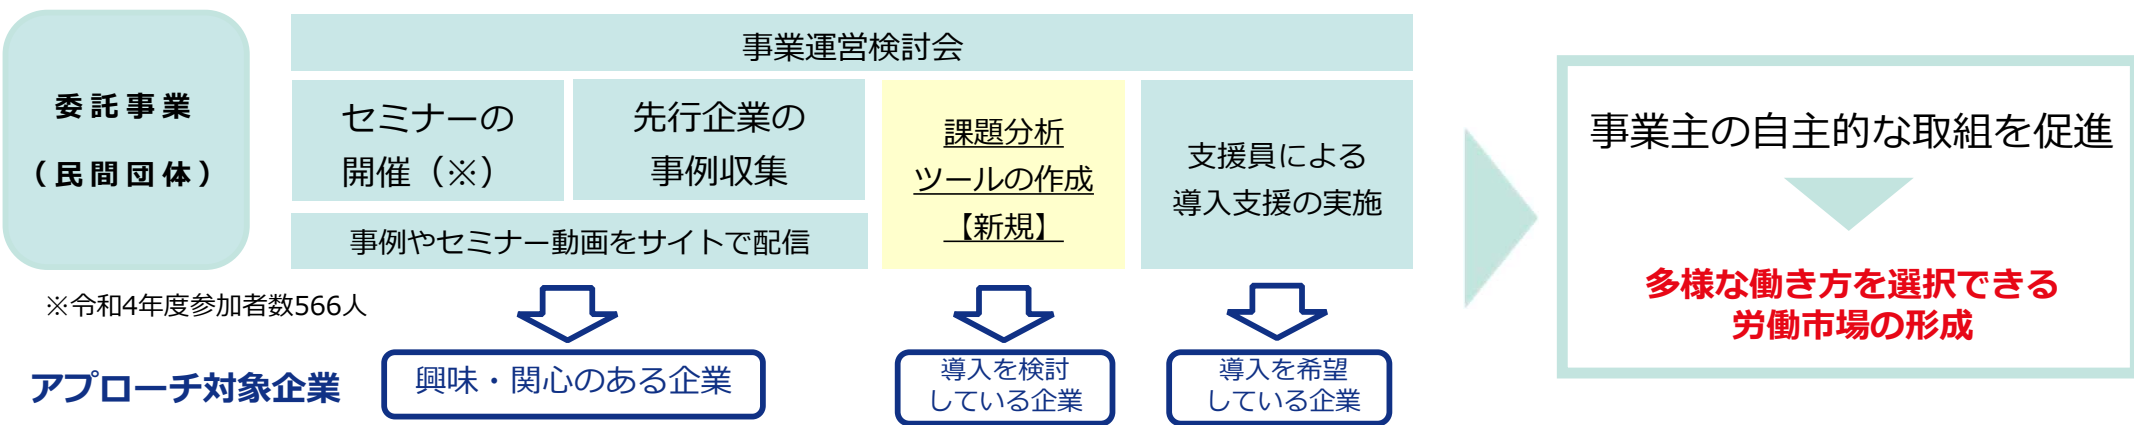 委託事業
（民間団体）
事業運営検討会
セミナーの
開催（※）
先行企業の
事例収集
事例やセミナー動画をサイトで配信
課題分析
ツールの作成
【新規】
支援員による
導入支援の実施
※令和4年度参加者数566人
アプローチ対象企業
興味・関心のある企業
導入を検討
している企業
導入を希望
している企業
事業主の自主的な取組を促進
多様な働き方を選択できる
労働市場の形成